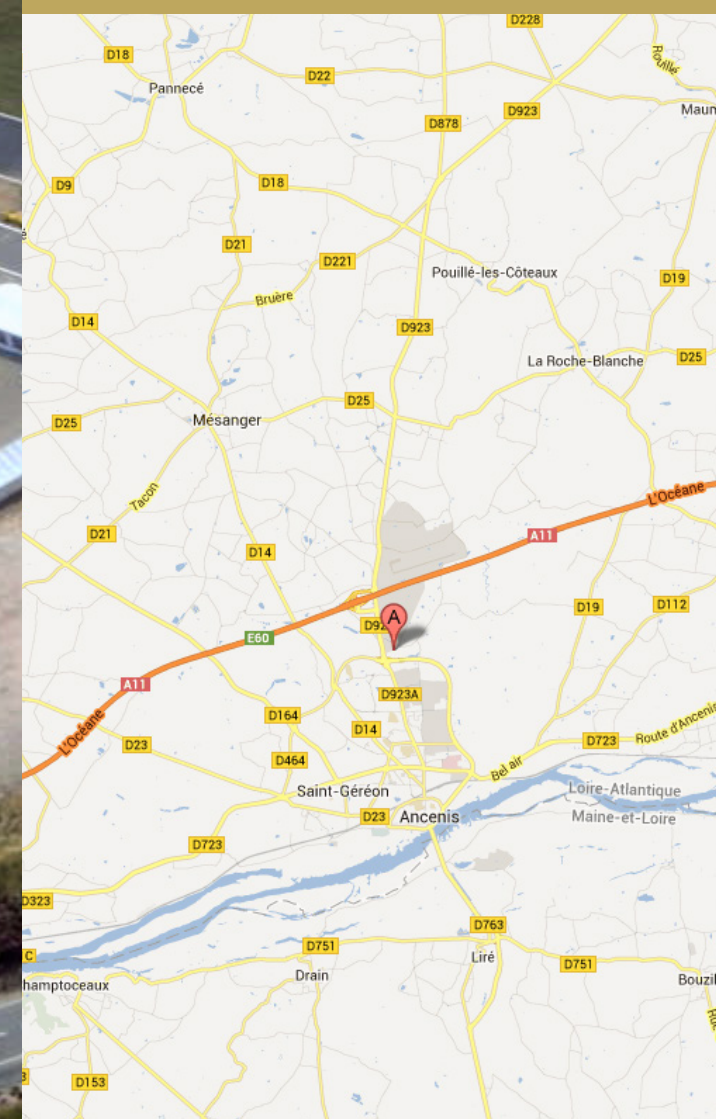 D228
D18
Rouillé
D22
Pannecé
D923
D878
D9
D18
D21
D221
Pouillé-les-Côteaux
D19
Bruère
D14
D923
La Roche-Blanche
D25
D25
D25
Mésanger
Tacon
L'Océane
D21
A11
D14
D19
D112
A
E60
A11
D923A
D164
D14
L'Océane
D23
D723
Route d'Ancenis
D464
Bel air
Saint-Géréon
Loire-Atlantique
D23
Ancenis
Maine-et-Loire
D723
D323
D763
D751
Liré
D751
Drain
hamptoceaux
Bouzil
D153